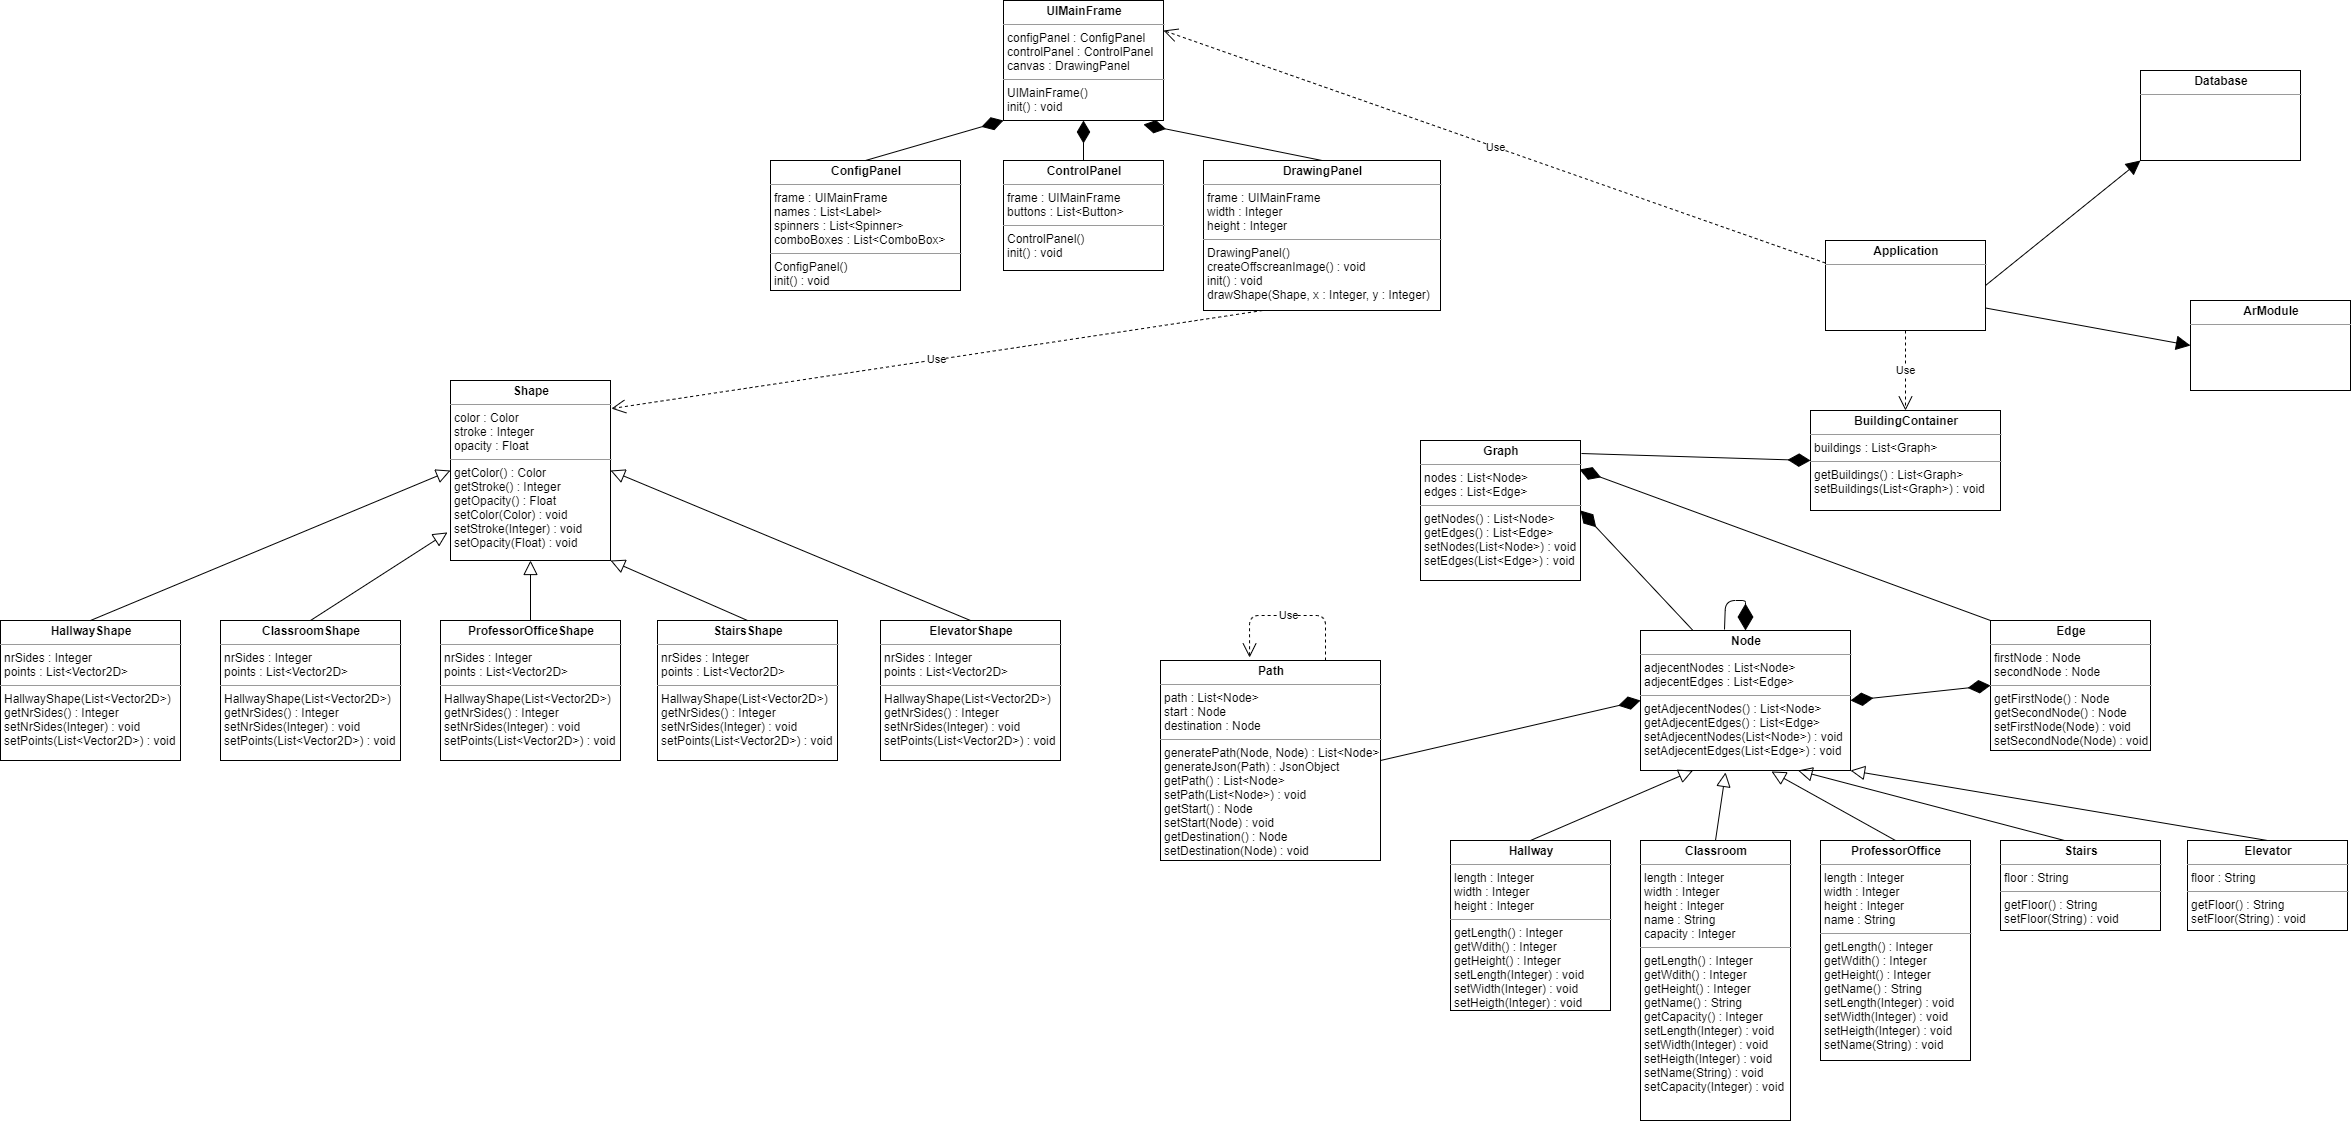 UIMainFrame
configPanel : ConfigPanel
controlPanel : ControlPanel
canvas : DrawingPanel
UIMainFrame()
init() : void
Use
Database
ConfigPanel
frame : UIMainFrame
names : List<Label>
spinners : List<Spinner>
comboBoxes : List<ComboBox>
ConfigPanel()
init() : void
ControlPanel
frame : UIMainFrame
buttons : List<Button>
ControlPanel()
init() : void
DrawingPanel
frame : UIMainFrame
width : Integer
height : Integer
DrawingPanel()
createOffscreanImage() : void
init() : void
drawShape(Shape, x : Integer, y : Integer)
Application
ArModule
Use
Use
Shape
color : Color
stroke : Integer
opacity : Float
getColor() : Color
getStroke() : Integer
getOpacity() : Float
setColor(Color) : void
setStroke(Integer) : void
setOpacity(Float) : void
BuildingContainer
buildings : List<Graph>
getBuildings() : List<Graph>
setBuildings(List<Graph>) : void
Graph
nodes : List<Node>
edges : List<Edge>
getNodes() : List<Node>
getEdges() : List<Edge>
setNodes(List<Node>) : void
setEdges(List<Edge>) : void
HallwayShape
nrSides : Integer
points : List<Vector2D>
HallwayShape(List<Vector2D>)
getNrSides() : Integer
setNrSides(Integer) : void
setPoints(List<Vector2D>) : void
ClassroomShape
nrSides : Integer
points : List<Vector2D>
HallwayShape(List<Vector2D>)
getNrSides() : Integer
setNrSides(Integer) : void
setPoints(List<Vector2D>) : void
ProfessorOfficeShape
nrSides : Integer
points : List<Vector2D>
HallwayShape(List<Vector2D>)
getNrSides() : Integer
setNrSides(Integer) : void
setPoints(List<Vector2D>) : void
StairsShape
nrSides : Integer
points : List<Vector2D>
HallwayShape(List<Vector2D>)
getNrSides() : Integer
setNrSides(Integer) : void
setPoints(List<Vector2D>) : void
ElevatorShape
nrSides : Integer
points : List<Vector2D>
HallwayShape(List<Vector2D>)
getNrSides() : Integer
setNrSides(Integer) : void
setPoints(List<Vector2D>) : void
Use
Path
path : List<Node>
start : Node
destination : Node
generatePath(Node, Node) : List<Node>
generateJson(Path) : JsonObject
getPath() : List<Node>
setPath(List<Node>) : void
getStart() : Node
setStart(Node) : void
getDestination() : Node
setDestination(Node) : void
Node
adjecentNodes : List<Node>
adjecentEdges : List<Edge>
getAdjecentNodes() : List<Node>
getAdjecentEdges() : List<Edge>
setAdjecentNodes(List<Node>) : void
setAdjecentEdges(List<Edge>) : void
Edge
firstNode : Node
secondNode : Node
getFirstNode() : Node
getSecondNode() : Node
setFirstNode(Node) : void
setSecondNode(Node) : void
Hallway
length : Integer
width : Integer
height : Integer
getLength() : Integer
getWdith() : Integer
getHeight() : Integer
setLength(Integer) : void
setWidth(Integer) : void
setHeigth(Integer) : void
Classroom
length : Integer
width : Integer
height : Integer
name : String
capacity : Integer
getLength() : Integer
getWdith() : Integer
getHeight() : Integer
getName() : String
getCapacity() : Integer
setLength(Integer) : void
setWidth(Integer) : void
setHeigth(Integer) : void
setName(String) : void
setCapacity(Integer) : void
ProfessorOffice
length : Integer
width : Integer
height : Integer
name : String
getLength() : Integer
getWdith() : Integer
getHeight() : Integer
getName() : String
setLength(Integer) : void
setWidth(Integer) : void
setHeigth(Integer) : void
setName(String) : void
Stairs
floor : String
getFloor() : String
setFloor(String) : void
Elevator
floor : String
getFloor() : String
setFloor(String) : void